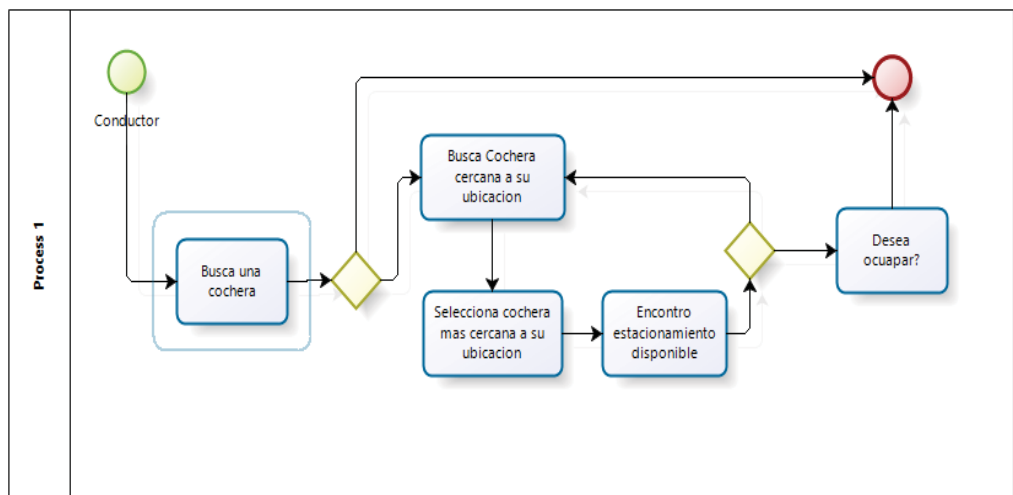 Process 1
Conductor
Busca una
cochera
Busca Cochera
cercana a su
ubicacion
Selecciona cochera
mas cercana a su
ubicacion
Encontro
estacionamiento
disponible
Desea
ocuapar?